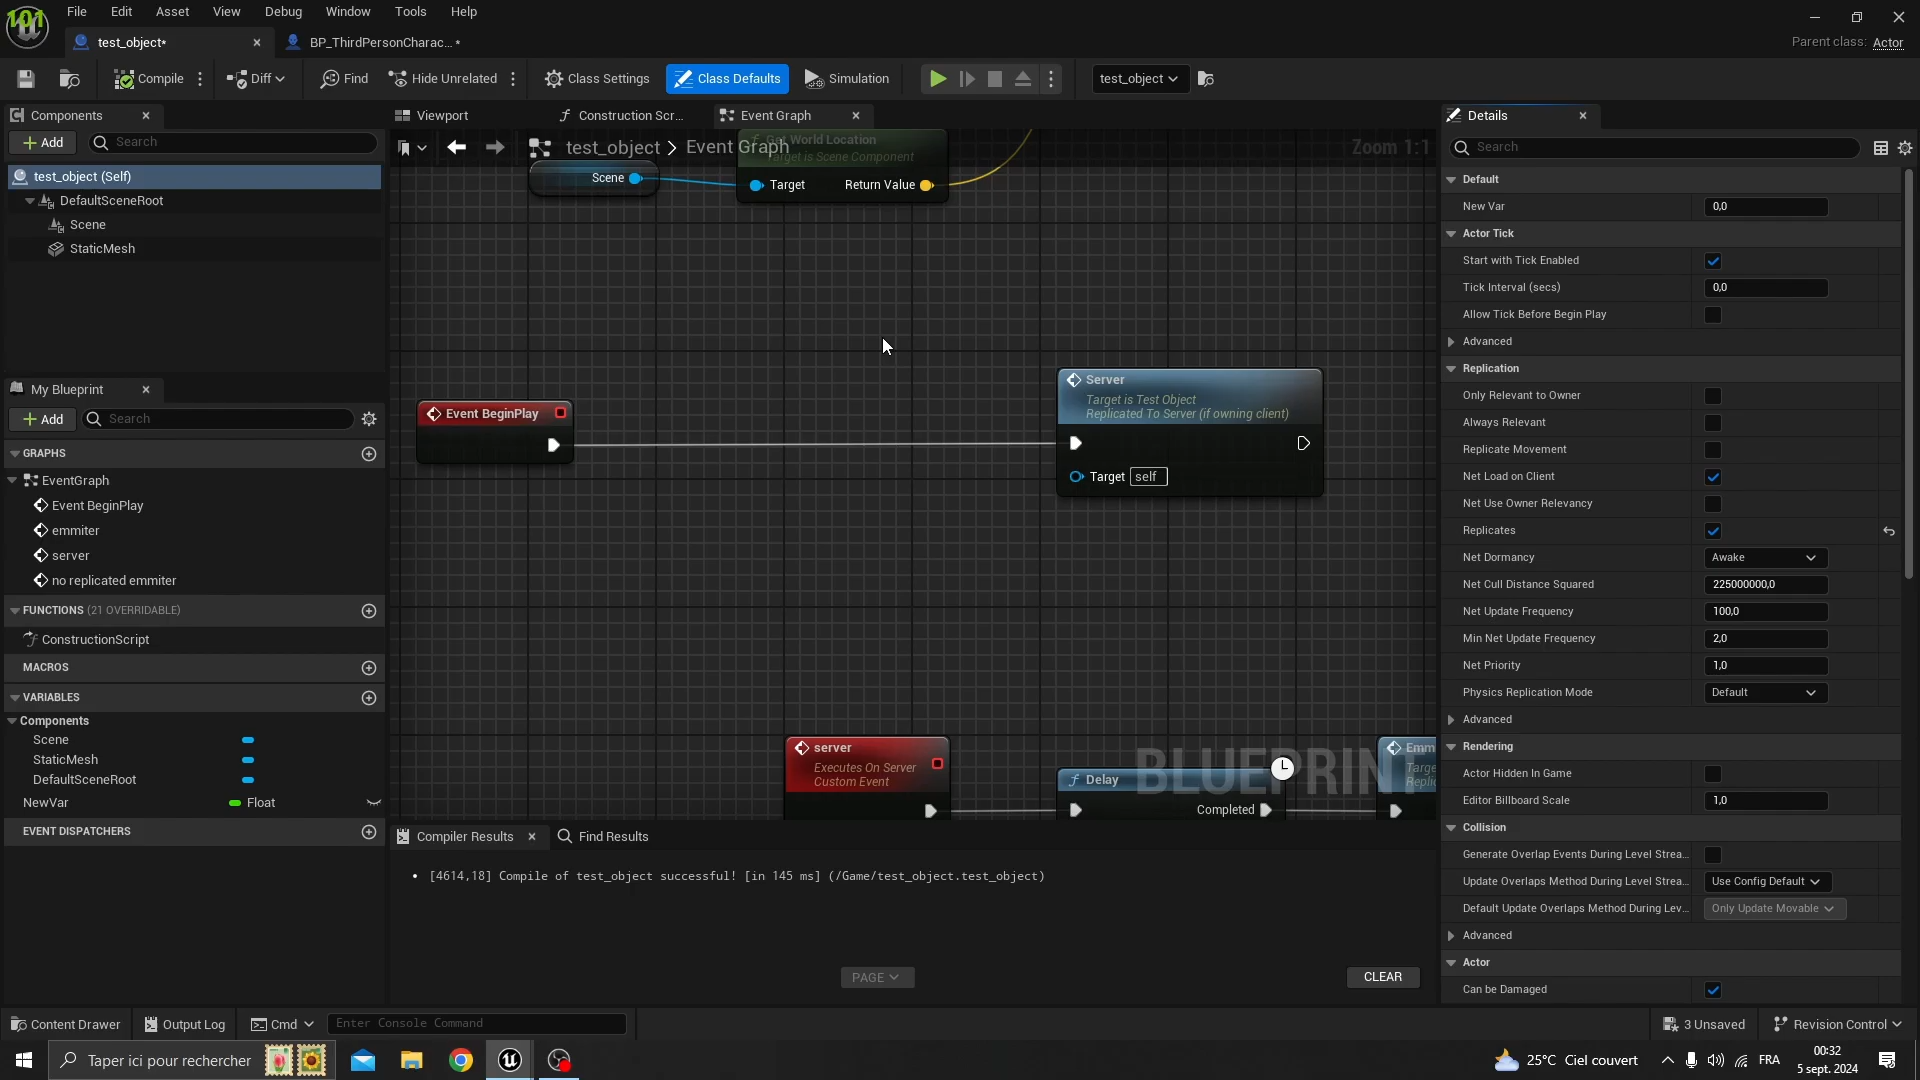 101
File Edit Asset View Debug Window Tools Help
test_object*
BP_ThirdPersonCharac... *
Parent class: Actor
Compile
Diff
Find
Hide Unrelated
Class Settings
Class Defaults
Simulation
test_object
Components
Add
Search
test_object (Self)
DefaultSceneRoot
Scene
StaticMesh
My Blueprint
Add
Search
GRAPHS
EventGraph
Event BeginPlay
emmiter
server
no replicated emmiter
FUNCTIONS (21 OVERRIDABLE)
ConstructionScript
MACROS
VARIABLES
Components
Scene
StaticMesh
DefaultSceneRoot
NewVar
Float
EVENT DISPATCHERS
Viewport
Construction Scr...
Event Graph
test_object > Event Graph
Zoom 1:1
Get World Location
Target is Scene Component
Scene
Target
Return Value
Event BeginPlay
Server
Target is Test Object
Replicated To Server (if owning client)
Target self
server
Executes On Server
Custom Event
Delay
Completed
BLUEPRINT
Emm
Targe
Repli
Compiler Results
Find Results
• [4614,18] Compile of test_object successful! [in 145 ms] (/Game/test_object.test_object)
PAGE
CLEAR
Details
Search
Default
New Var 0,0
Actor Tick
Start with Tick Enabled
Tick Interval (secs) 0,0
Allow Tick Before Begin Play
Advanced
Replication
Only Relevant to Owner
Always Relevant
Replicate Movement
Net Load on Client
Net Use Owner Relevancy
Replicates
Net Dormancy Awake
Net Cull Distance Squared 225000000,0
Net Update Frequency 100,0
Min Net Update Frequency 2,0
Net Priority 1,0
Physics Replication Mode Default
Advanced
Rendering
Actor Hidden In Game
Editor Billboard Scale 1,0
Collision
Generate Overlap Events During Level Strea...
Update Overlaps Method During Level Strea... Use Config Default
Default Update Overlaps Method During Lev... Only Update Movable
Advanced
Actor
Can be Damaged
Content Drawer
Output Log
Cmd
Enter Console Command
3 Unsaved
Revision Control
Taper ici pour rechercher
25°C Ciel couvert
FRA
00:32
5 sept. 2024